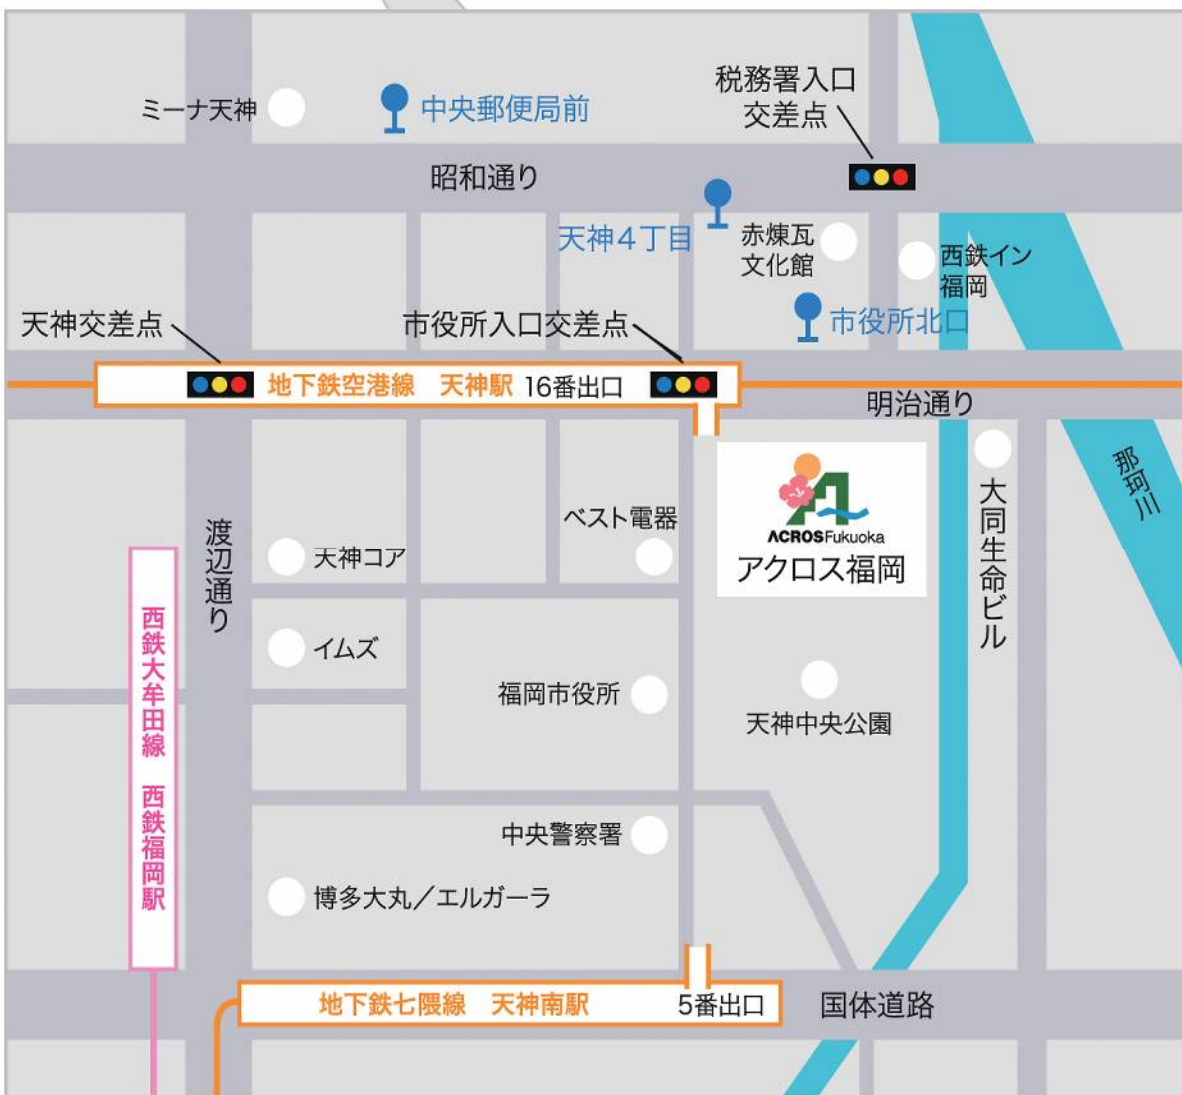 税務署入口
交差点
ミーナ天神
中央郵便局前
昭和通り
天神4丁目
赤煉瓦
文化館
西鉄イン
福岡
市役所北口
天神交差点
市役所入口交差点
地下鉄空港線 天神駅 16番出口
明治通り
那珂川
ACROS Fukuoka
アクロス福岡
大同生命ビル
ベスト電器
渡辺通り
天神コア
イムズ
西鉄大牟田線 西鉄福岡駅
福岡市役所
天神中央公園
中央警察署
博多大丸/エルガーラ
地下鉄七隈線 天神南駅 5番出口
国体道路